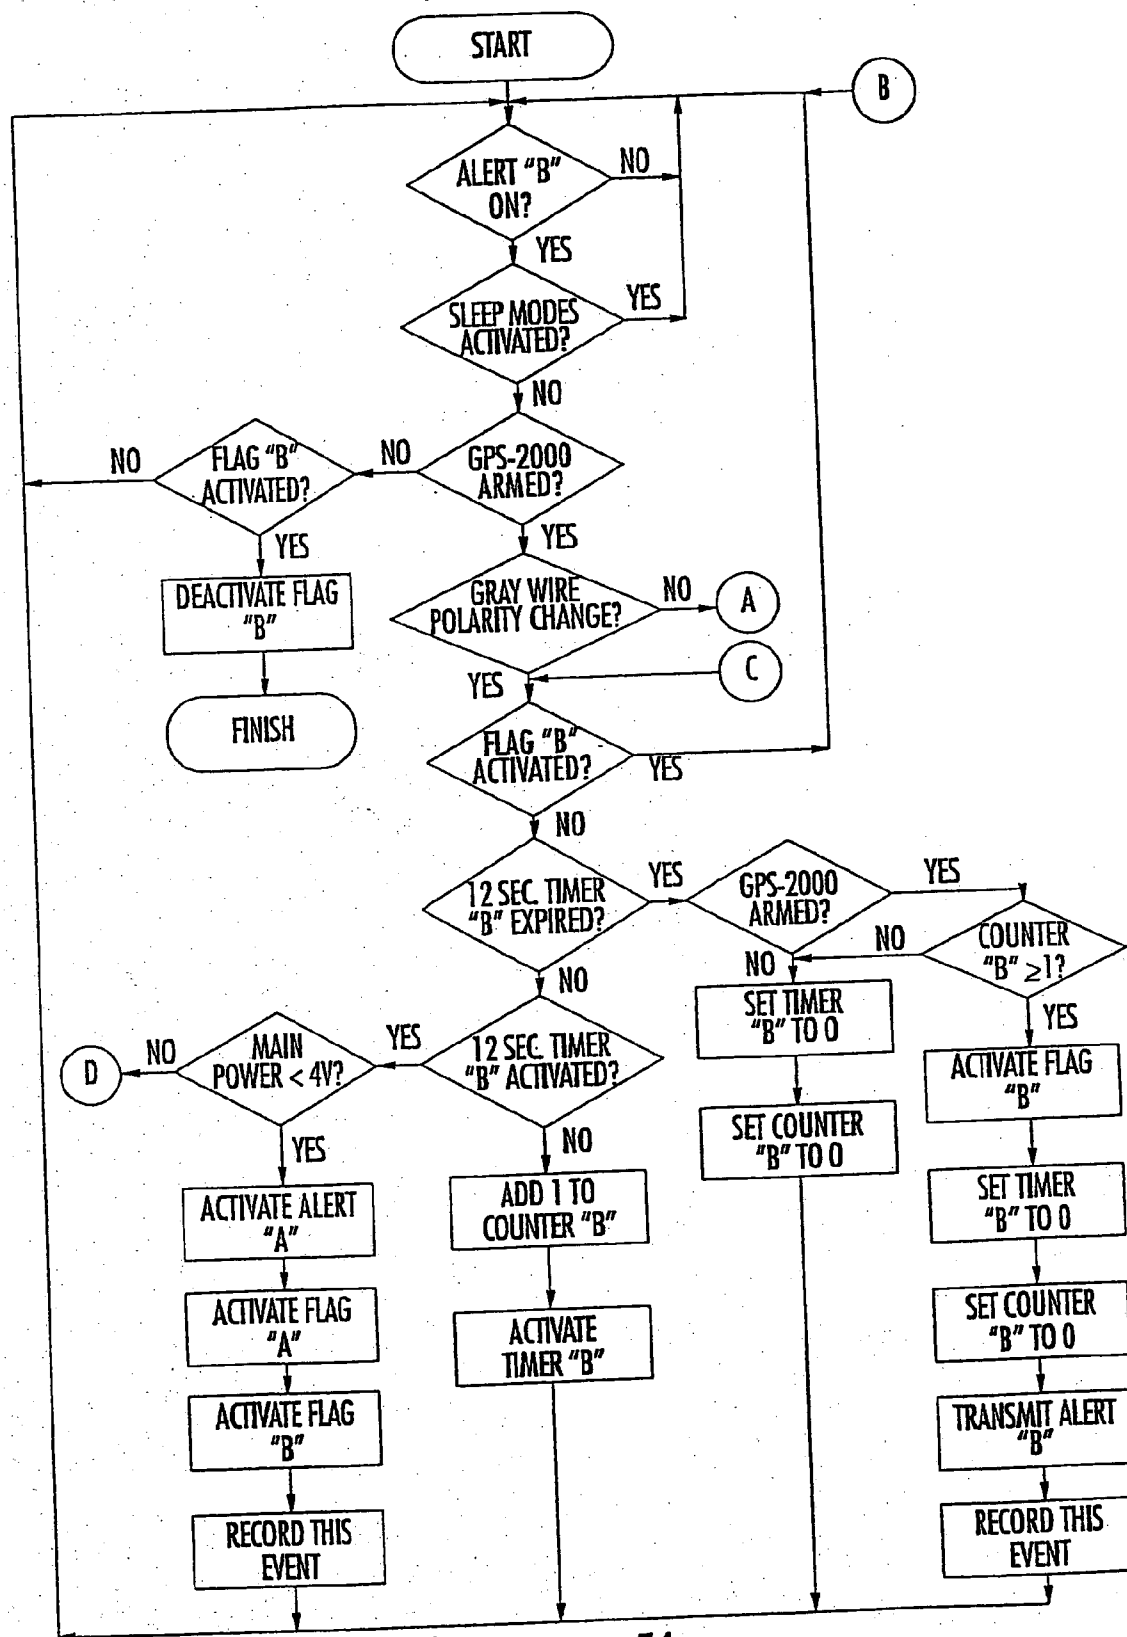 START
B
ALERT "B"
ON?
NO
YES
SLEEP MODES
ACTIVATED?
YES
NO
GPS-2000
ARMED?
NO
FLAG "B"
ACTIVATED?
NO
YES
DEACTIVATE FLAG
"B"
FINISH
YES
GRAY WIRE
POLARITY CHANGE?
NO
A
YES
C
FLAG "B"
ACTIVATED?
YES
NO
12 SEC. TIMER
"B" EXPIRED?
YES
GPS-2000
ARMED?
YES
COUNTER
"B" ≥1?
NO
NO
SET TIMER
"B" TO 0
SET COUNTER
"B" TO 0
YES
ACTIVATE FLAG
"B"
SET TIMER
"B" TO 0
SET COUNTER
"B" TO 0
TRANSMIT ALERT
"B"
RECORD THIS
EVENT
NO
12 SEC. TIMER
"B" ACTIVATED?
YES
MAIN
POWER < 4V?
NO
D
YES
ACTIVATE ALERT
"A"
ACTIVATE FLAG
"A"
ACTIVATE FLAG
"B"
RECORD THIS
EVENT
NO
ADD 1 TO
COUNTER "B"
ACTIVATE
TIMER "B"